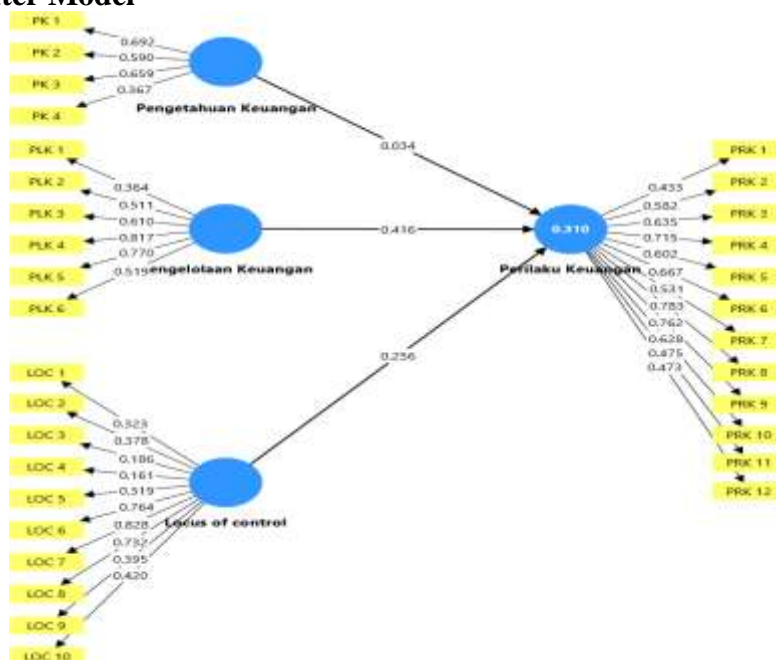 ter Model
PK 1
PK 2
PK 3
PK 4
0.692
0.590
0.659
0.367
Pengetahuan Keuangan
0.034
PLK 1
PLK 2
PLK 3
PLK 4
PLK 5
PLK 6
0.364
0.511
0.610
0.817
0.770
0.519
engelolaan Keuangan
0.416
LOC 1
LOC 2
LOC 3
LOC 4
LOC 5
LOC 6
LOC 7
LOC 8
LOC 9
LOC 10
0.323
0.378
0.186
0.161
0.764
0.828
0.732
0.395
0.420
Locus of control
0.256
0.310
Perilaku Keuangan
0.433
0.582
0.635
0.715
0.602
0.667
0.531
0.783
0.762
0.628
0.475
0.473
PRK 1
PRK 2
PRK 3
PRK 4
PRK 5
PRK 6
PRK 7
PRK 8
PRK 9
PRK 10
PRK 11
PRK 12